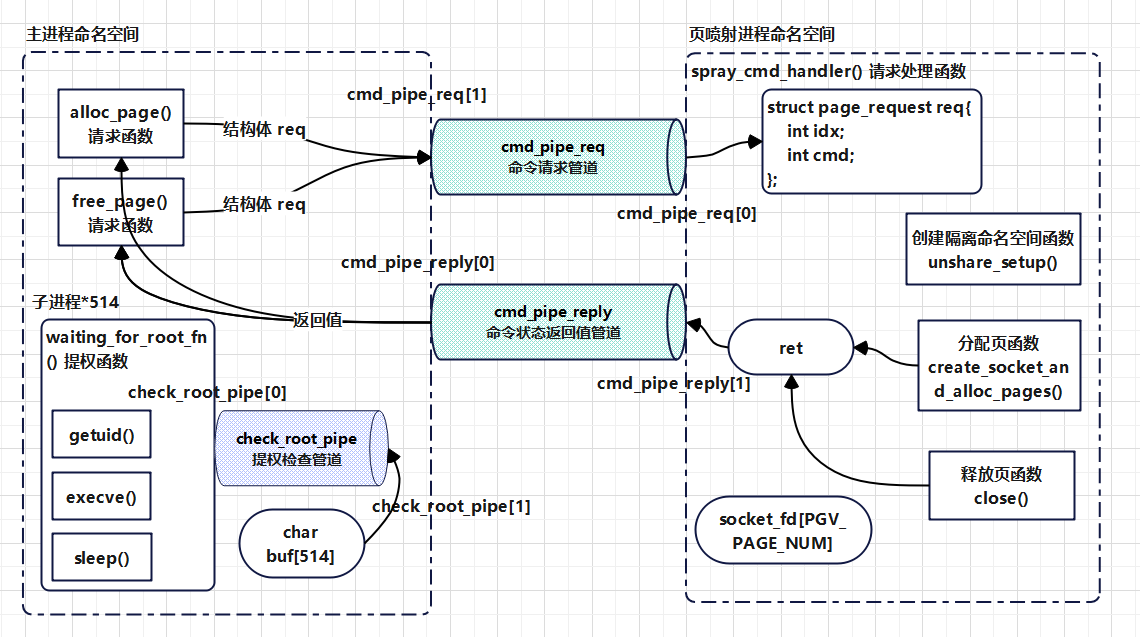 主进程命名空间
页喷射进程命名空间
spray_cmd_handler() 请求处理函数
cmd_pipe_req[1]
alloc_page()
请求函数
结构体 req
struct page_request req{
int idx;
int cmd;
};
cmd_pipe_req
命令请求管道
free_page()
请求函数
结构体 req
cmd_pipe_req[0]
创建隔离命名空间函数
unshare_setup()
cmd_pipe_reply[0]
子进程*514
cmd_pipe_reply
命令状态返回值管道
返回值
waiting_for_root_fn
() 提权函数
ret
分配页函数
create_socket_an
d_alloc_pages()
cmd_pipe_reply[1]
check_root_pipe[0]
getuid()
check_root_pipe
提权检查管道
execve()
check_root_pipe[1]
释放页函数
close()
char
buf[514]
socket_fd[PGV_
PAGE_NUM]
sleep()